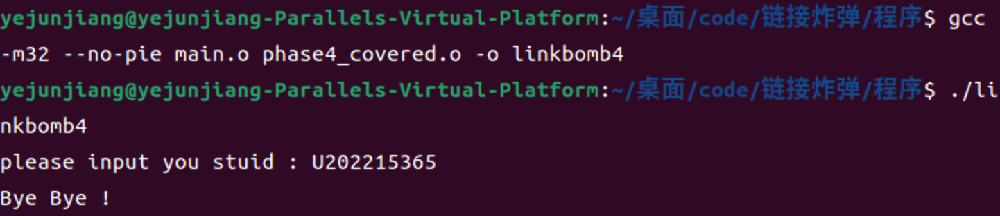 yejunjiang@yejunjiang-Parallels-Virtual-Platform:~/桌面/code/链接炸弹/程序$ gcc
-m32 --no-pie main.o phase4_covered.o -o linkbomb4
yejunjiang@yejunjiang-Parallels-Virtual-Platform:~/桌面/code/链接炸弹/程序$ ./li
nkbomb4
please input you stuid : U202215365
Bye Bye !